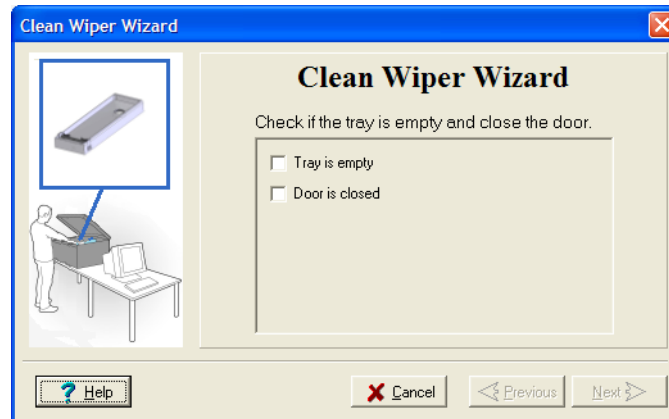 Clean Wiper Wizard
Clean Wiper Wizard
Check if the tray is empty and close the door.
Tray is empty
Door is closed
? Help
Cancel
Previous
Next